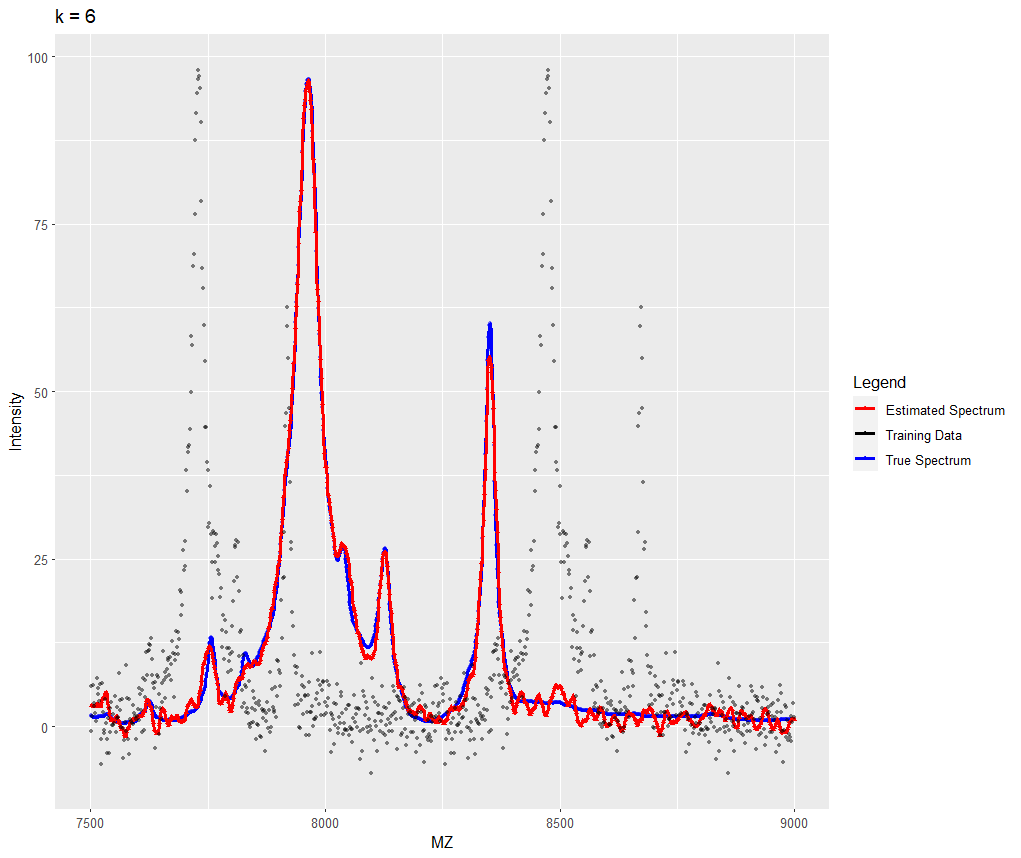 k = 6
100
75
50
25
0
Intensity
7500
8000
8500
9000
MZ
Legend
Estimated Spectrum
Training Data
True Spectrum